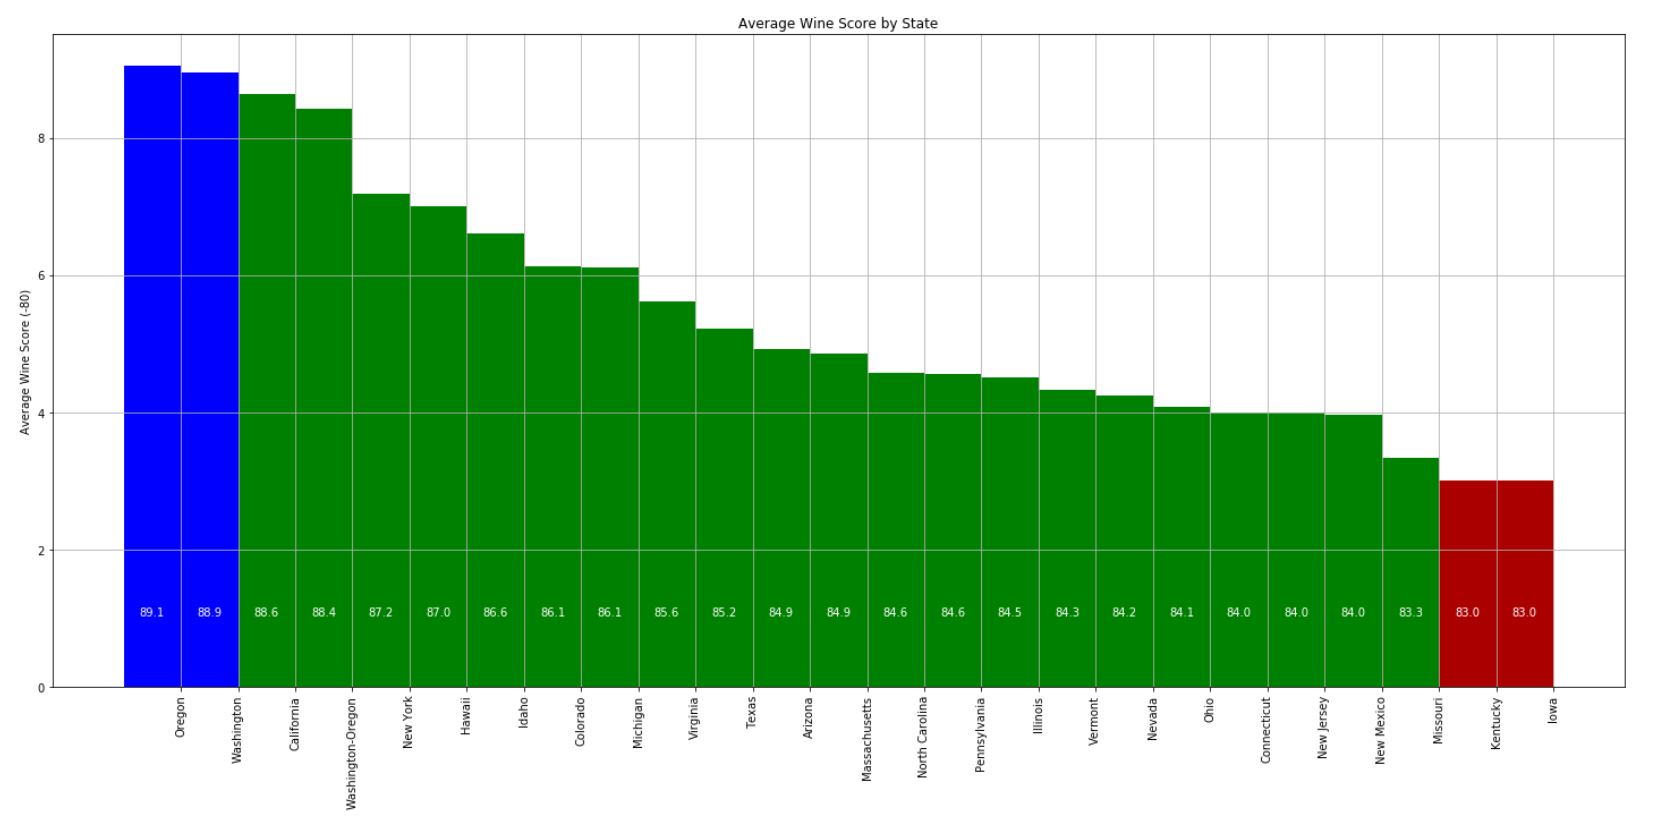 Average Wine Score by State
Average Wine Score (-80)
8
6
4
2
0
89.1 88.9 88.6 88.4 87.2 87.0 86.6 86.1 86.1 85.6 85.2 84.9 84.9 84.6 84.6 84.5 84.3 84.2 84.1 84.0 84.0 84.0 83.3 83.0 83.0
Oregon
Washington
California
Washington-Oregon
New York
Hawaii
Idaho
Colorado
Michigan
Virginia
Texas
Arizona
Massachusetts
North Carolina
Pennsylvania
Illinois
Vermont
Nevada
Ohio
Connecticut
New Jersey
New Mexico
Missouri
Kentucky
Iowa